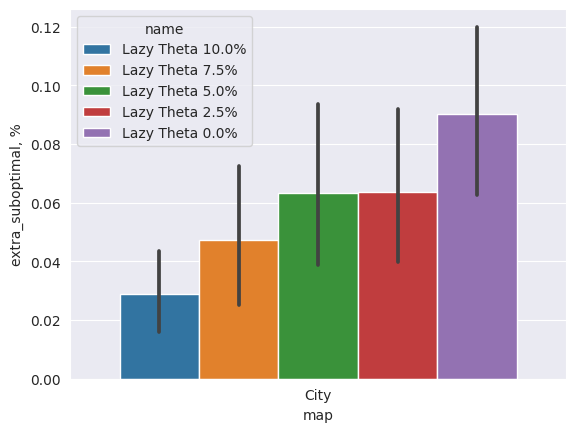 name
Lazy Theta 10.0%
Lazy Theta 7.5%
Lazy Theta 5.0%
Lazy Theta 2.5%
Lazy Theta 0.0%
0.12
0.10
0.08
0.06
0.04
0.02
0.00
extra_suboptimal, %
City
map